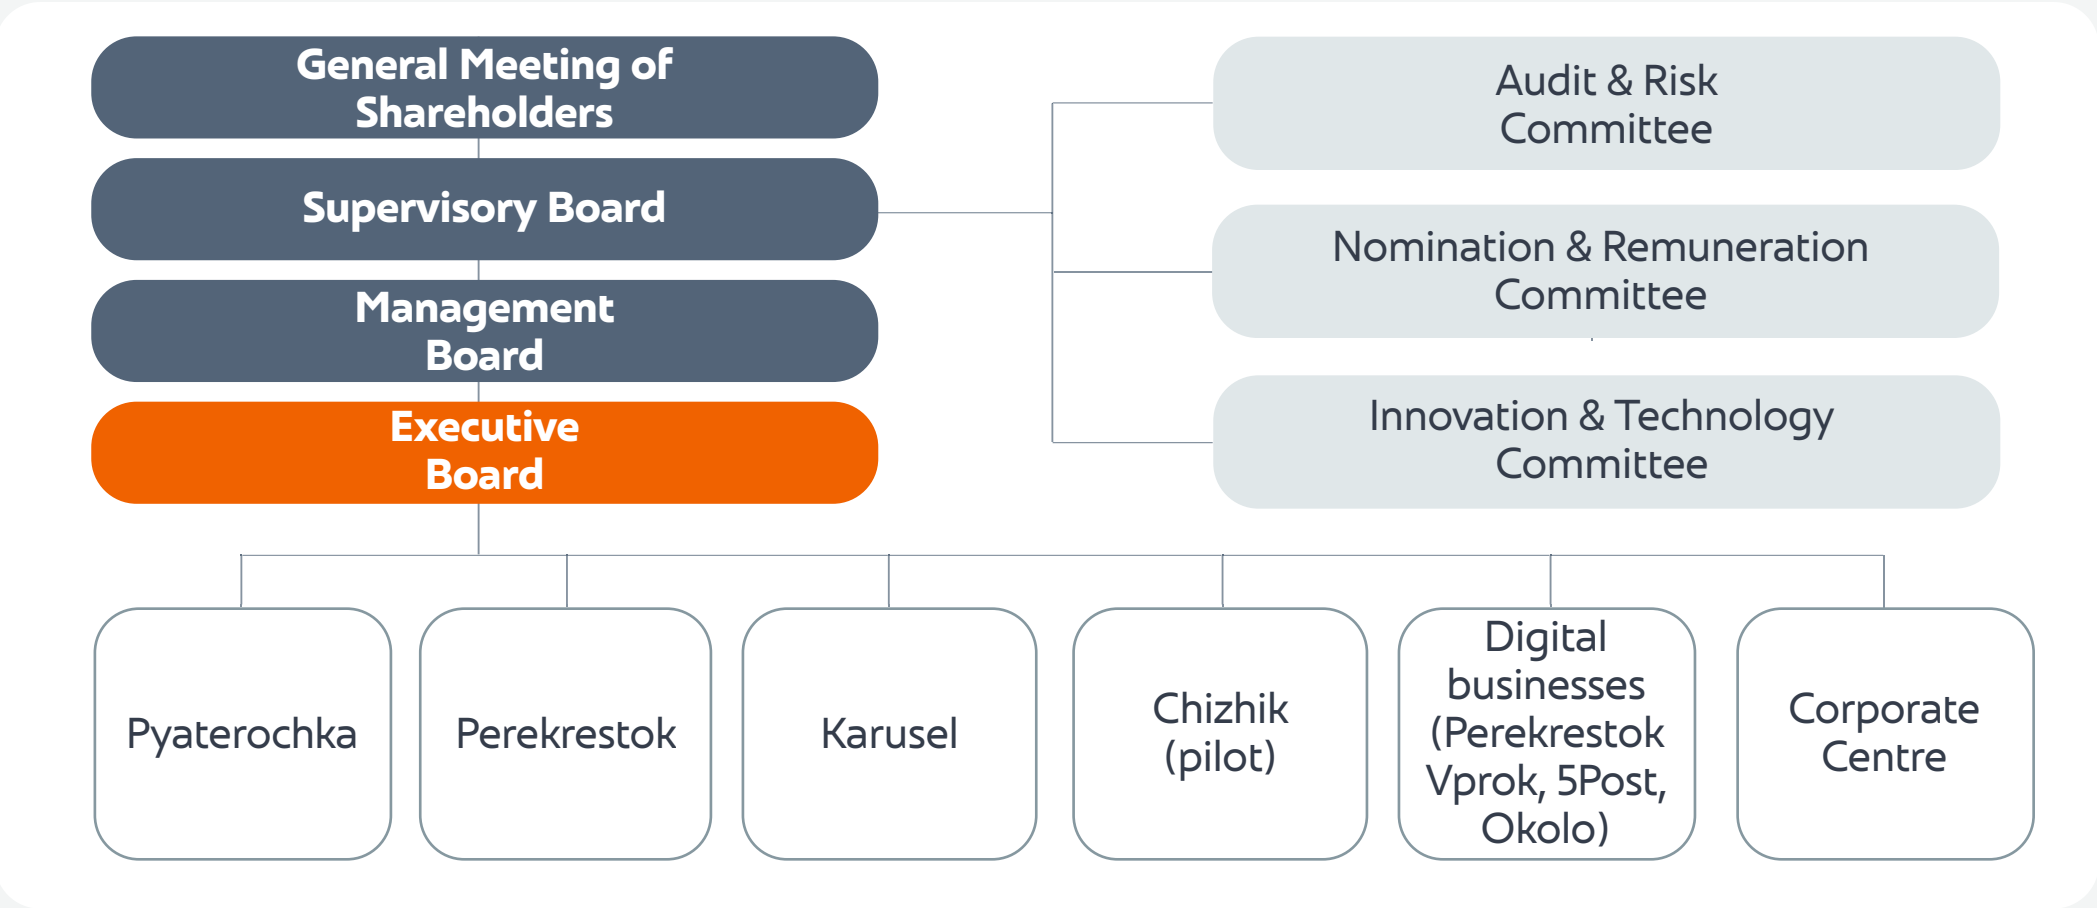 General Meeting of
Shareholders
Supervisory Board
Management
Board
Executive
Board
Audit & Risk
Committee
Nomination & Remuneration
Committee
Innovation & Technology
Committee
Pyaterochka
Perekrestok
Karusel
Chizhik
(pilot)
Digital
businesses
(Perekrestok
Vprok, 5Post,
Okolo)
Corporate
Centre